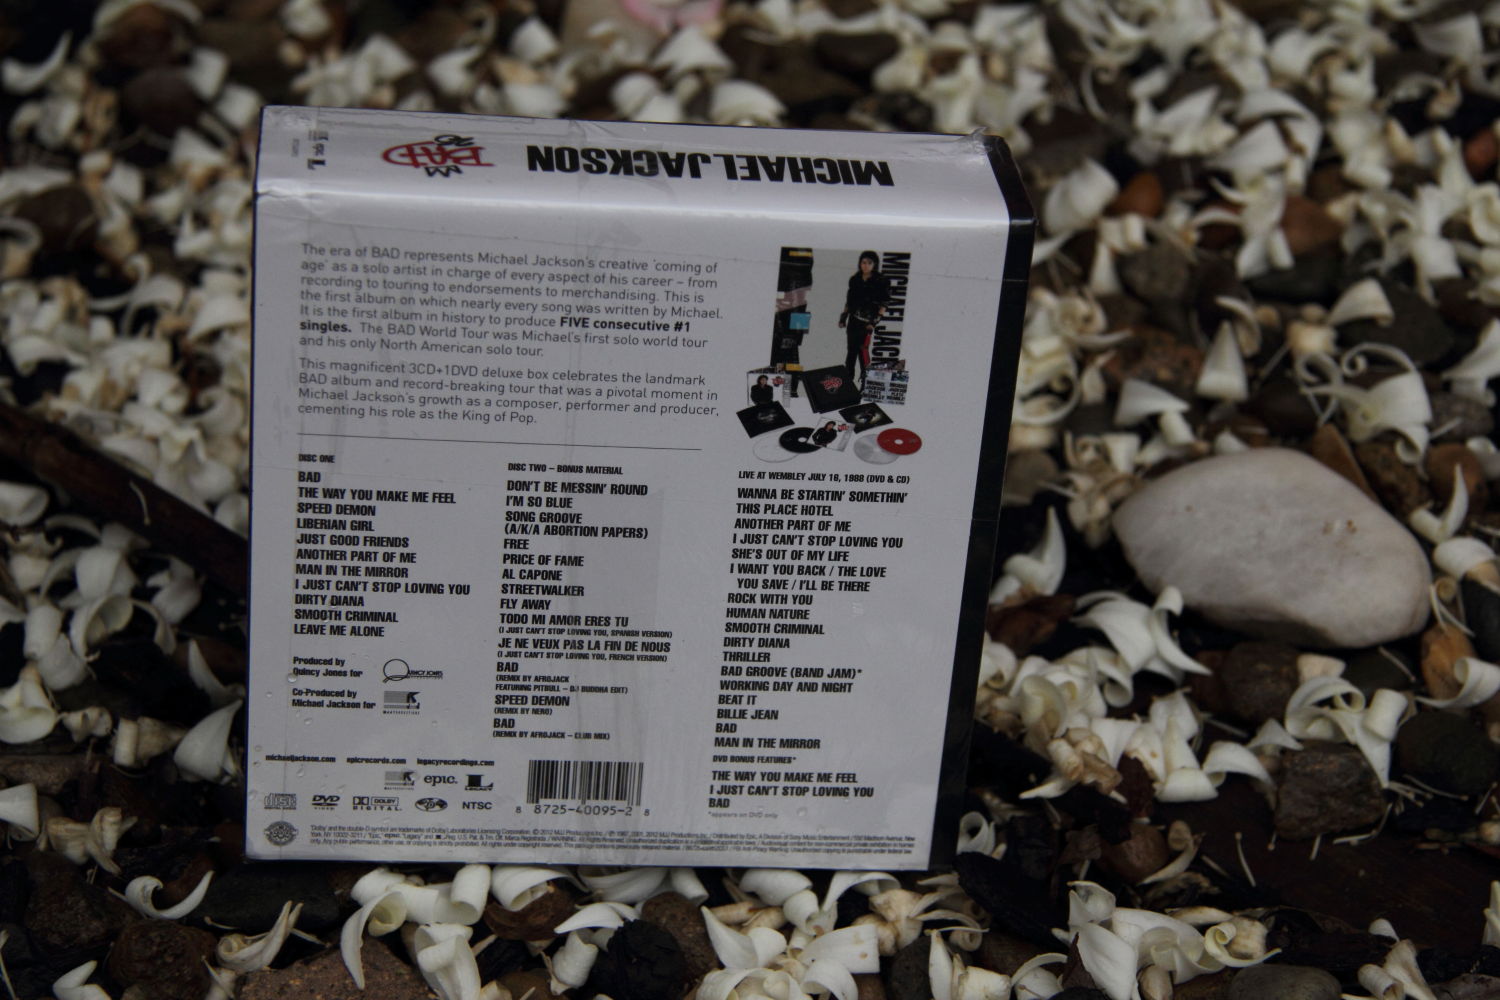 BAD 25 MICHAEL JACKSON
The era of BAD represents Michael Jackson's creative 'coming of
age' as a solo artist in charge of every aspect of his career – from
recording to touring to endorsements to merchandising. This is
the first album on which nearly every song was written by Michael.
It is the first album in history to produce FIVE consecutive #1
singles. The BAD World Tour was Michael's first solo world tour
and his only North American solo tour.
This magnificent 3CD+1DVD deluxe box celebrates the landmark
BAD album and record-breaking tour that was a pivotal moment in
Michael Jackson's growth as a composer, performer and producer,
cementing his role as the King of Pop.
MICHAEL JACK
DISC ONE
BAD
THE WAY YOU MAKE ME FEEL
SPEED DEMON
LIBERIAN GIRL
JUST GOOD FRIENDS
ANOTHER PART OF ME
MAN IN THE MIRROR
I JUST CAN'T STOP LOVING YOU
DIRTY DIANA
SMOOTH CRIMINAL
LEAVE ME ALONE
Produced by
Quincy Jones for
QUINCY JONES
Co-Produced by
Michael Jackson for
DISC TWO – BONUS MATERIAL
DON'T BE MESSIN' ROUND
I'M SO BLUE
SONG GROOVE
(A/K/A ABORTION PAPERS)
FREE
PRICE OF FAME
AL CAPONE
STREETWALKER
FLY AWAY
TODO MI AMOR ERES TU
(I JUST CAN'T STOP LOVING YOU, SPANISH VERSION)
JE NE VEUX PAS LA FIN DE NOUS
(I JUST CAN'T STOP LOVING YOU, FRENCH VERSION)
BAD
(REMIX BY AFROJACK
FEATURING PITBULL – DJ BUDDHA EDIT)
SPEED DEMON
(REMIX BY NERO)
BAD
(REMIX BY AFROJACK – CLUB MIX)
LIVE AT WEMBLEY JULY 16, 1988 (DVD & CD)
WANNA BE STARTIN' SOMETHIN'
THIS PLACE HOTEL
ANOTHER PART OF ME
I JUST CAN'T STOP LOVING YOU
SHE'S OUT OF MY LIFE
I WANT YOU BACK / THE LOVE
YOU SAVE / I'LL BE THERE
ROCK WITH YOU
HUMAN NATURE
SMOOTH CRIMINAL
DIRTY DIANA
THRILLER
BAD GROOVE (BAND JAM)*
WORKING DAY AND NIGHT
BEAT IT
BILLIE JEAN
BAD
MAN IN THE MIRROR
DVD BONUS FEATURES*
THE WAY YOU MAKE ME FEEL
I JUST CAN'T STOP LOVING YOU
BAD
*appears on DVD only
michaeljackson.com epicrecords.com legacyrecordings.com
epic. L
disc DVD DOLBY DIGITAL NTSC
8 87254-00952 8